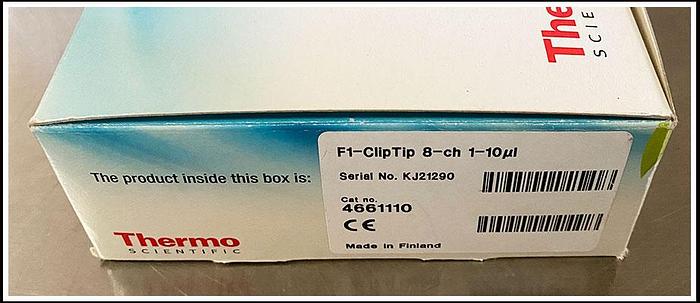 The
SCIE
F1-ClipTip 8-ch 1-10µl
Serial No. KJ21290
The product inside this box is:
Cat no.
4661110
CE
Thermo
SCIENTIFIC
Made in Finland